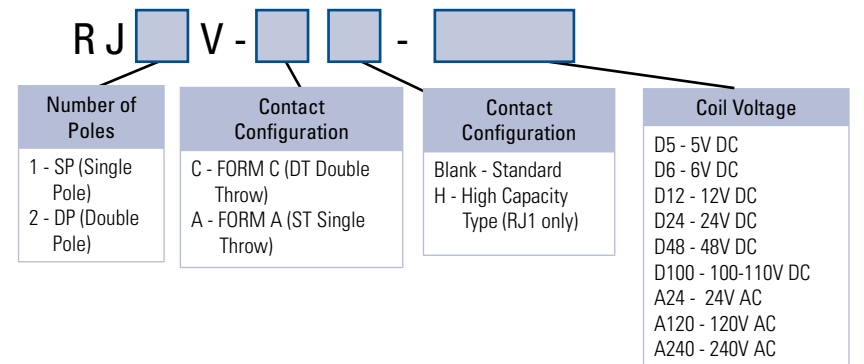 RJ V - -
Number of
Poles
1 - SP (Single
Pole)
2 - DP (Double
Pole)
Contact
Configuration
C - FORM C (DT Double
Throw)
A - FORM A (ST Single
Throw)
Contact
Configuration
Blank - Standard
H - High Capacity
Type (RJ1 only)
Coil Voltage
D5 - 5V DC
D6 - 6V DC
D12 - 12V DC
D24 - 24V DC
D48 - 48V DC
D100 - 100-110V DC
A24 - 24V AC
A120 - 120V AC
A240 - 240V AC